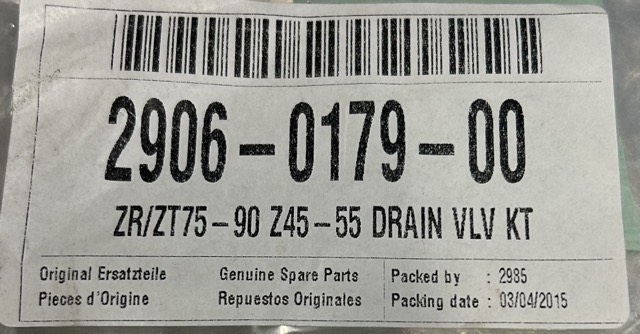 2906-0179-00
ZR/ZT75-90 Z45-55 DRAIN VLV KT
Original Ersatzteile Genuine Spare Parts Packed by : 2985
Pieces d'Origine Repuestos Originales Packing date : 03/04/2015